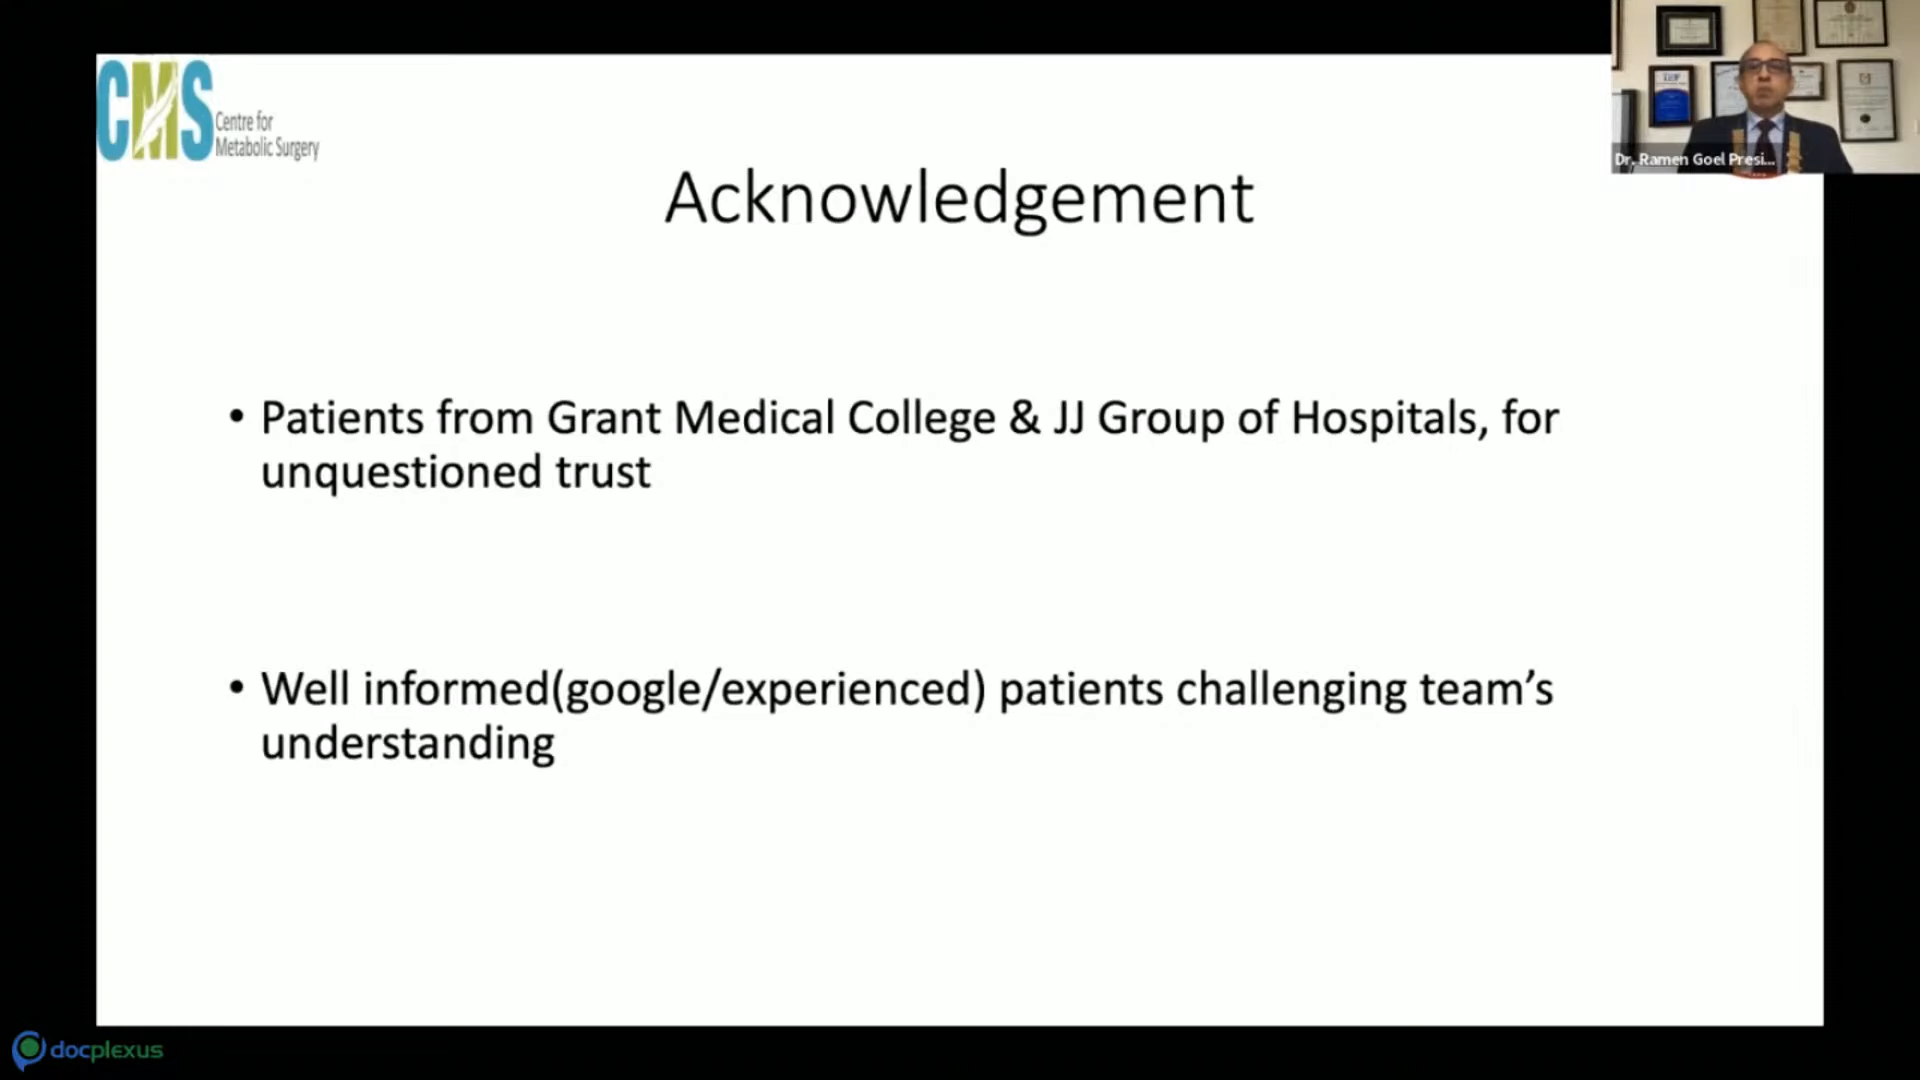 CMS
Centre for
Metabolic Surgery
Dr. Ramen Goel Presi...
Acknowledgement
• Patients from Grant Medical College & JJ Group of Hospitals, for
unquestioned trust
• Well informed(google/experienced) patients challenging team’s
understanding
docplexus